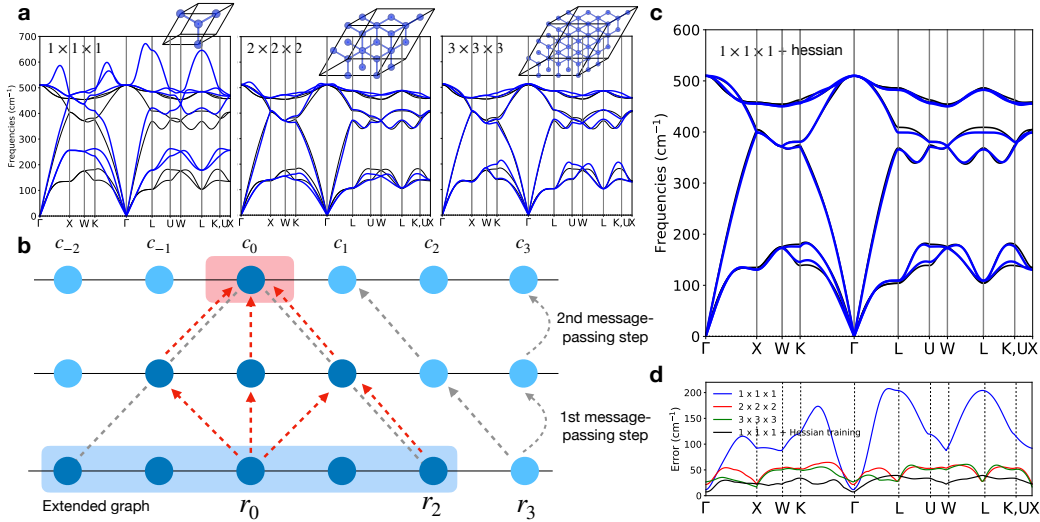 a
1 × 1 × 1
2 × 2 × 2
3 × 3 × 3
Frequencies (cm⁻¹)
700
600
500
400
300
200
100
0
Γ X W K Γ L U W L K,UX
Γ X W K Γ L U W L K,UX
Γ X W K Γ L U W L K,UX
b
c₋₂ c₋₁ c₀ c₁ c₂ c₃
2nd message-
passing step
1st message-
passing step
Extended graph
r₀ r₂ r₃
c
1 × 1 × 1 + hessian
Frequencies (cm⁻¹)
600
500
400
300
200
100
0
Γ X W K Γ L U W L K,UX
d
Error (cm⁻¹)
200
150
100
50
0
1 x 1 x 1
2 x 2 x 2
3 x 3 x 3
1 x 1 x 1 + Hessian training
Γ X W K Γ L U W L K,UX